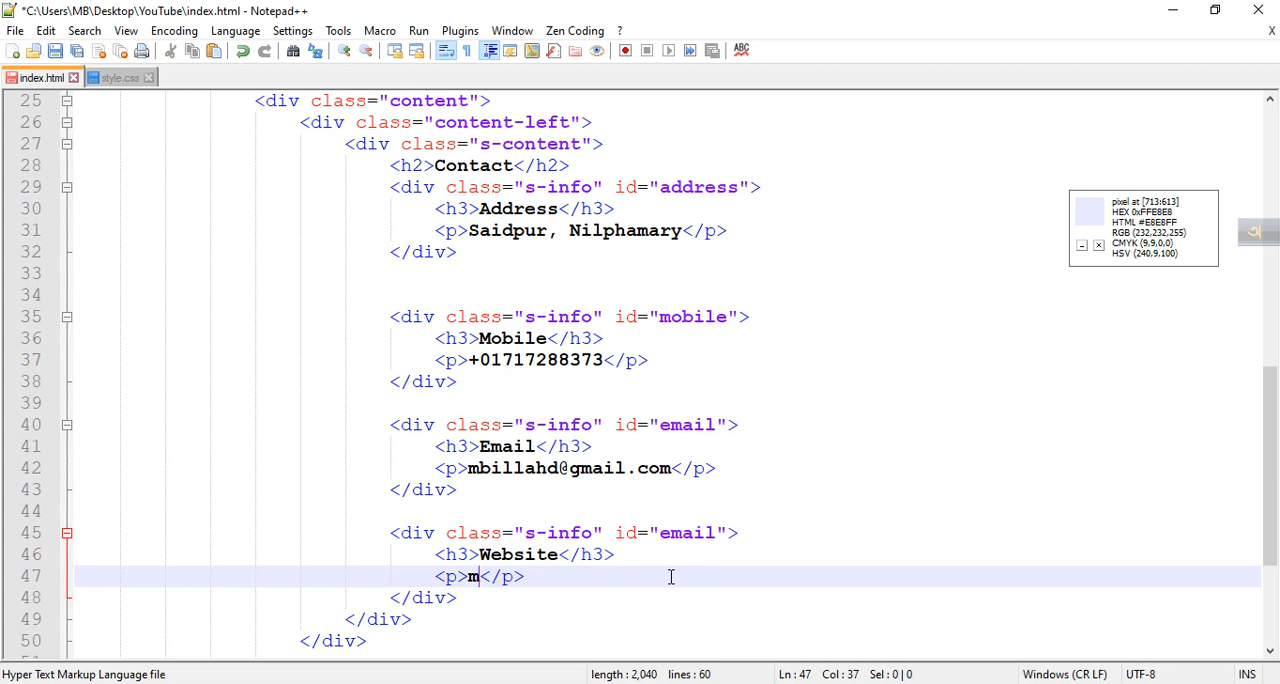 *C:\Users\MB\Desktop\YouTube\index.html - Notepad++
File Edit Search View Encoding Language Settings Tools Macro Run Plugins Window Zen Coding ? X
ABC
index.html style.css
25 <div class="content">
26 <div class="content-left">
27 <div class="s-content">
28 <h2>Contact</h2>
29 <div class="s-info" id="address">
30 <h3>Address</h3>
31 <p>Saidpur, Nilphamary</p>
32 </div>
33
34
35 <div class="s-info" id="mobile">
36 <h3>Mobile</h3>
37 <p>+01717288373</p>
38 </div>
39
40 <div class="s-info" id="email">
41 <h3>Email</h3>
42 <p>mbillahd@gmail.com</p>
43 </div>
44
45 <div class="s-info" id="email">
46 <h3>Website</h3>
47 <p>m</p>
48 </div>
49 </div>
50 </div>
pixel at [713:613]
HEX 0xFFE8E8
HTML #E8E8FF
RGB (232,232,255)
CMYK (9,9,0,0)
HSV (240,9,100)
অ
Hyper Text Markup Language file length : 2,040 lines : 60 Ln : 47 Col : 37 Sel : 0 | 0 Windows (CR LF) UTF-8 INS